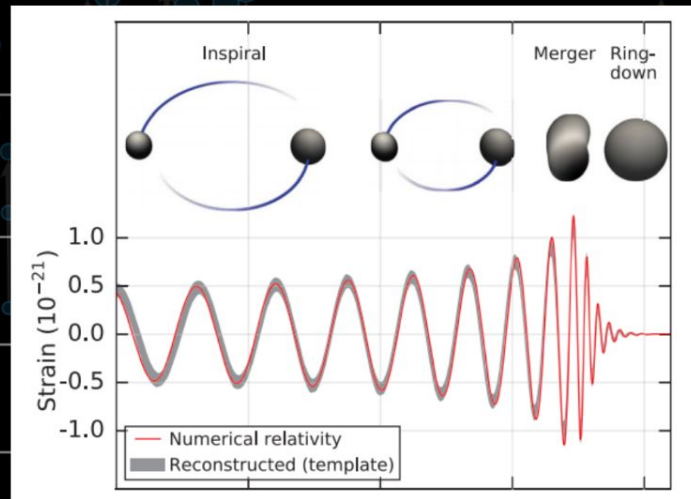 Inspiral
Merger Ring-
down
1.0
0.5
0.0
-0.5
-1.0
Strain (10⁻²¹)
Numerical relativity
Reconstructed (template)